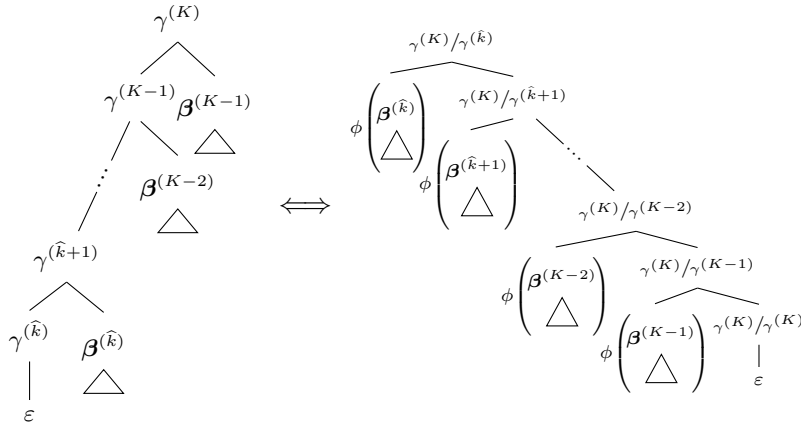 γ^(K)
γ^(K−1) β^(K−1)
⋮
β^(K−2)
γ^(k̂+1)
γ^(k̂) β^(k̂)
ε
⟺
γ^(K)/γ^(k̂)
ϕ(β^(k̂)) γ^(K)/γ^(k̂+1)
ϕ(β^(k̂+1)) ⋱
γ^(K)/γ^(K−2)
ϕ(β^(K−2)) γ^(K)/γ^(K−1)
ϕ(β^(K−1)) γ^(K)/γ^(K)
ε